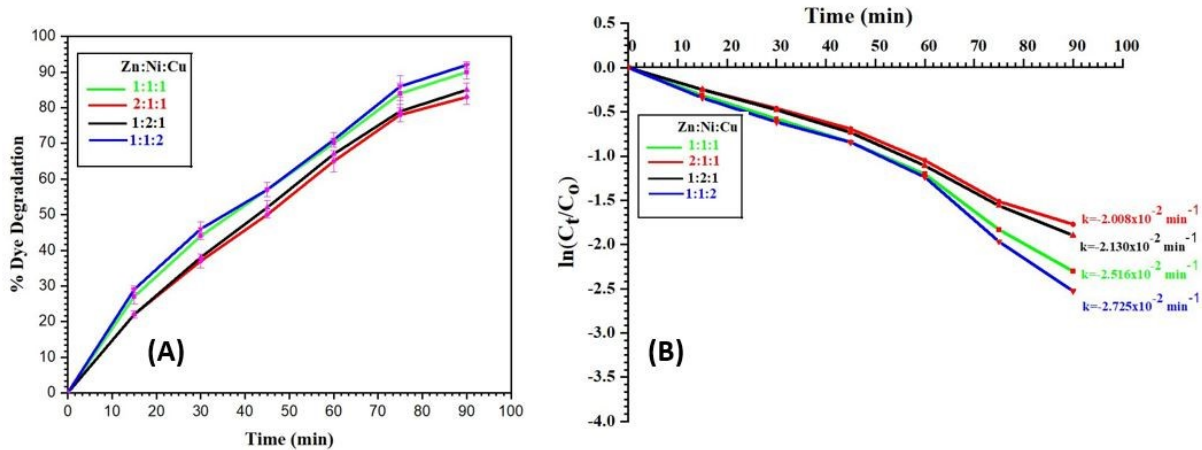 100
90
80
70
60
50
40
30
20
10
0
% Dye Degradation
Zn:Ni:Cu
1:1:1
2:1:1
1:2:1
1:1:2
(A)
0 10 20 30 40 50 60 70 80 90 100
Time (min)
(B)
Time (min)
0 10 20 30 40 50 60 70 80 90 100
0.5
0.0
-0.5
-1.0
-1.5
-2.0
-2.5
-3.0
-3.5
-4.0
ln(Ct/Co)
Zn:Ni:Cu
1:1:1
2:1:1
1:2:1
1:1:2
k=-2.008x10-2 min-1
k=-2.130x10-2 min-1
k=-2.516x10-2 min-1
k=-2.725x10-2 min-1
(B)